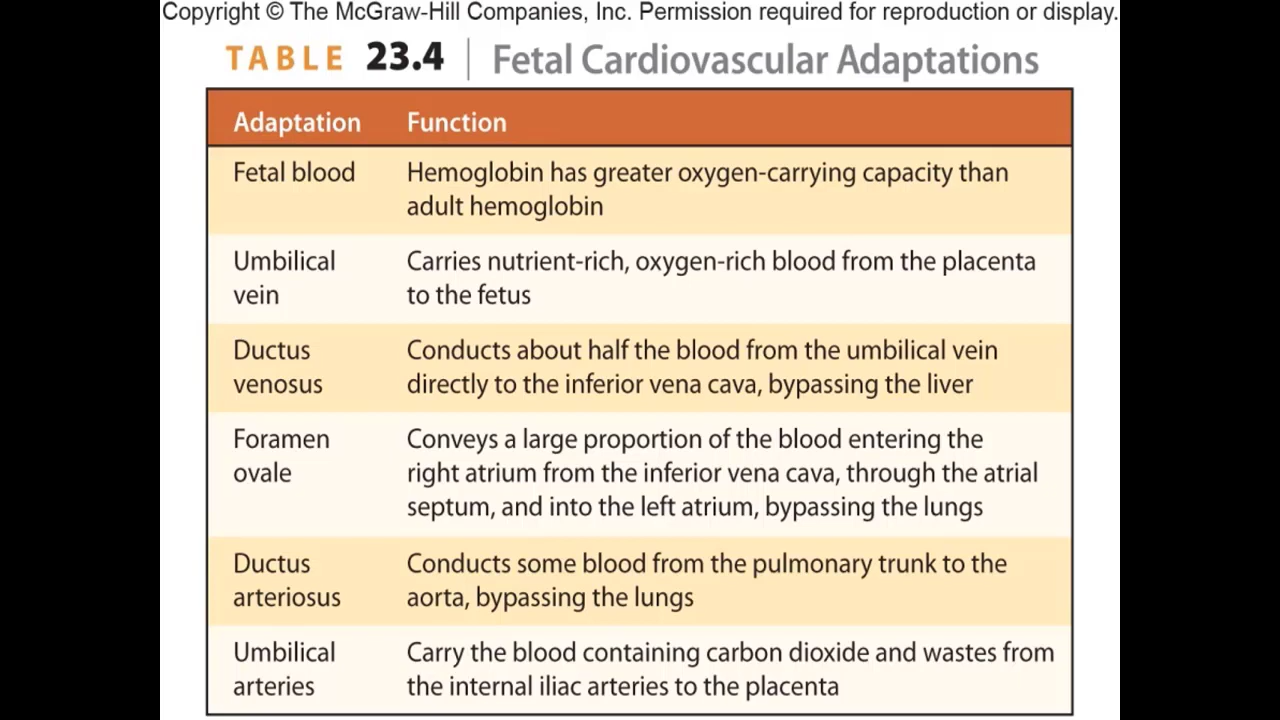 Copyright © The McGraw-Hill Companies, Inc. Permission required for reproduction or display.
TABLE 23.4 | Fetal Cardiovascular Adaptations
Adaptation Function
Fetal blood Hemoglobin has greater oxygen-carrying capacity than
adult hemoglobin
Umbilical Carries nutrient-rich, oxygen-rich blood from the placenta
vein to the fetus
Ductus Conducts about half the blood from the umbilical vein
venosus directly to the inferior vena cava, bypassing the liver
Foramen Conveys a large proportion of the blood entering the
ovale right atrium from the inferior vena cava, through the atrial
septum, and into the left atrium, bypassing the lungs
Ductus Conducts some blood from the pulmonary trunk to the
arteriosus aorta, bypassing the lungs
Umbilical Carry the blood containing carbon dioxide and wastes from
arteries the internal iliac arteries to the placenta